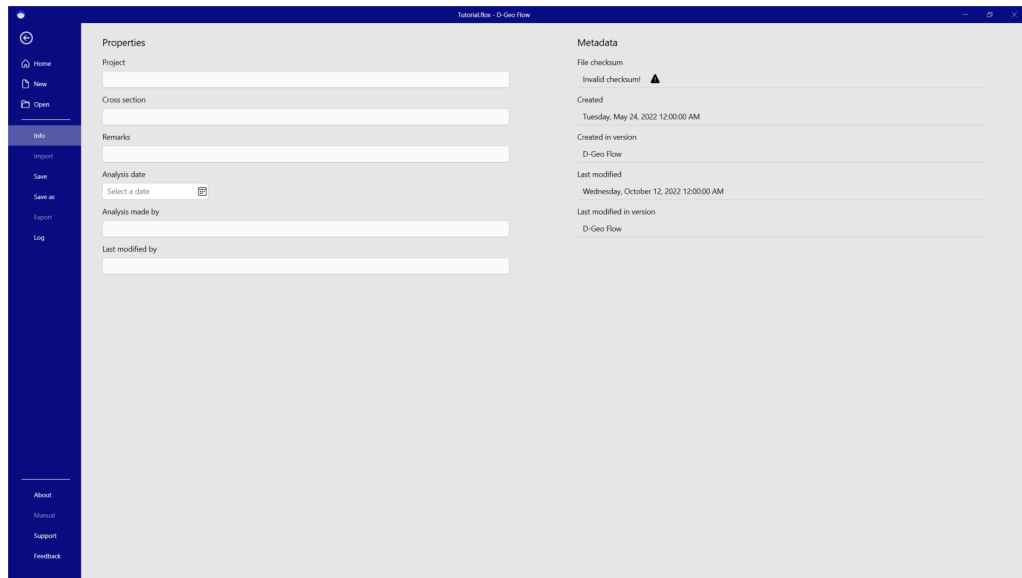 Tutorial.flox - D-Geo Flow
Home
New
Open
Info
Import
Save
Save as
Export
Log
About
Manual
Support
Feedback
Properties
Project
Cross section
Remarks
Analysis date
Select a date
Analysis made by
Last modified by
Metadata
File checksum
Invalid checksum!
Created
Tuesday, May 24, 2022 12:00:00 AM
Created in version
D-Geo Flow
Last modified
Wednesday, October 12, 2022 12:00:00 AM
Last modified in version
D-Geo Flow